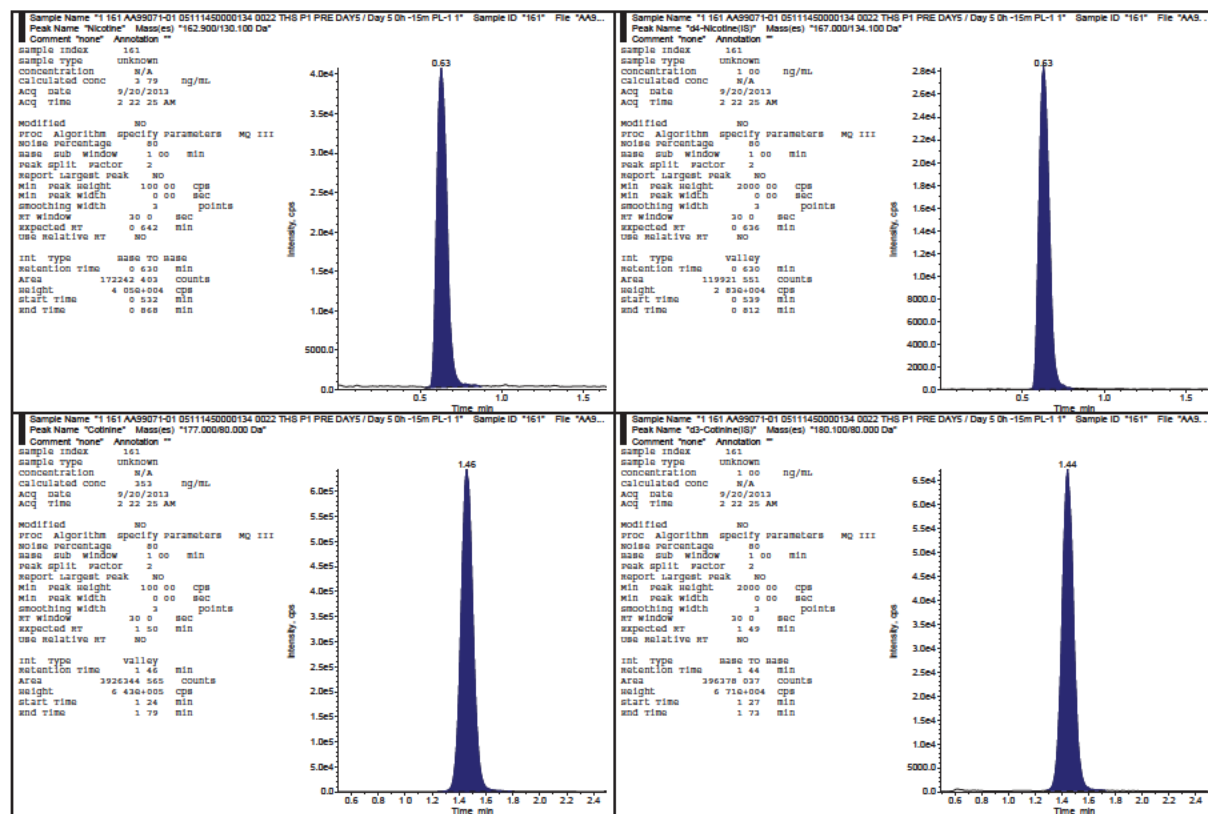 Sample Name "1 161 AA99071-01 05111450000134 0022 THS P1 PRE DAY5 / Day 5 0h -15m PL-1 1" Sample ID "161" File "AA9...
Peak Name "Nicotine" Mass(es) "162.900/130.100 Da"
Comment "none" Annotation ""
Sample Index 161
Sample Type Unknown
Concentration N/A
Calculated Conc 3 79 ng/mL
Acq Date 9/20/2013
Acq Time 2 22 25 AM
Modified NO
Proc Algorithm Specify Parameters MQ III
Noise Percentage 80
Base Sub Window 1 00 min
Peak Split Factor 2
Report Largest Peak NO
Min Peak Height 100 00 cps
Min Peak Width 0 00 sec
Smoothing Width 3 points
RT Window 30 0 sec
Expected RT 0 642 min
Use Relative RT NO
Int Type Base To Base
Retention Time 0 630 min
Area 172242 403 counts
Height 4 05e+004 cps
Start Time 0 532 min
End Time 0 868 min
Intensity, cps
4.0e4
3.5e4
3.0e4
2.5e4
2.0e4
1.5e4
1.0e4
5000.0
0.0
0.63
0.5 1.0 1.5
Time, min
Sample Name "1 161 AA99071-01 05111450000134 0022 THS P1 PRE DAY5 / Day 5 0h -15m PL-1 1" Sample ID "161" File "AA9...
Peak Name "d4-Nicotine(IS)" Mass(es) "167.000/134.100 Da"
Comment "none" Annotation ""
Sample Index 161
Sample Type Unknown
Concentration 1 00 ng/mL
Calculated Conc N/A
Acq Date 9/20/2013
Acq Time 2 22 25 AM
Modified NO
Proc Algorithm Specify Parameters MQ III
Noise Percentage 80
Base Sub Window 1 00 min
Peak Split Factor 2
Report Largest Peak NO
Min Peak Height 2000 00 cps
Min Peak Width 0 00 sec
Smoothing Width 3 points
RT Window 30 0 sec
Expected RT 0 636 min
Use Relative RT NO
Int Type Valley
Retention Time 0 630 min
Area 119921 551 counts
Height 2 83e+004 cps
Start Time 0 539 min
End Time 0 812 min
Intensity, cps
2.8e4
2.6e4
2.4e4
2.2e4
2.0e4
1.8e4
1.6e4
1.4e4
1.2e4
1.0e4
8000.0
6000.0
4000.0
2000.0
0.0
0.63
0.5 1.0 1.5
Time, min
Sample Name "1 161 AA99071-01 05111450000134 0022 THS P1 PRE DAY5 / Day 5 0h -15m PL-1 1" Sample ID "161" File "AA9...
Peak Name "Cotinine" Mass(es) "177.000/80.000 Da"
Comment "none" Annotation ""
Sample Index 161
Sample Type Unknown
Concentration N/A
Calculated Conc 353 ng/mL
Acq Date 9/20/2013
Acq Time 2 22 25 AM
Modified NO
Proc Algorithm Specify Parameters MQ III
Noise Percentage 80
Base Sub Window 1 00 min
Peak Split Factor 2
Report Largest Peak NO
Min Peak Height 100 00 cps
Min Peak Width 0 00 sec
Smoothing Width 3 points
RT Window 30 0 sec
Expected RT 1 50 min
Use Relative RT NO
Int Type Valley
Retention Time 1 46 min
Area 3926344 565 counts
Height 6 43e+005 cps
Start Time 1 24 min
End Time 1 79 min
Intensity, cps
6.0e5
5.5e5
5.0e5
4.5e5
4.0e5
3.5e5
3.0e5
2.5e5
2.0e5
1.5e5
1.0e5
5.0e4
0.0
1.46
0.6 0.8 1.0 1.2 1.4 1.6 1.8 2.0 2.2 2.4
Time, min
Sample Name "1 161 AA99071-01 05111450000134 0022 THS P1 PRE DAY5 / Day 5 0h -15m PL-1 1" Sample ID "161" File "AA9...
Peak Name "d3-Cotinine(IS)" Mass(es) "180.100/80.000 Da"
Comment "none" Annotation ""
Sample Index 161
Sample Type Unknown
Concentration 1 00 ng/mL
Calculated Conc N/A
Acq Date 9/20/2013
Acq Time 2 22 25 AM
Modified NO
Proc Algorithm Specify Parameters MQ III
Noise Percentage 80
Base Sub Window 1 00 min
Peak Split Factor 2
Report Largest Peak NO
Min Peak Height 2000 00 cps
Min Peak Width 0 00 sec
Smoothing Width 3 points
RT Window 30 0 sec
Expected RT 1 49 min
Use Relative RT NO
Int Type Base To Base
Retention Time 1 44 min
Area 396378 037 counts
Height 6 71e+004 cps
Start Time 1 27 min
End Time 1 73 min
Intensity, cps
6.5e4
6.0e4
5.5e4
5.0e4
4.5e4
4.0e4
3.5e4
3.0e4
2.5e4
2.0e4
1.5e4
1.0e4
5000.0
0.0
1.44
0.6 0.8 1.0 1.2 1.4 1.6 1.8 2.0 2.2 2.4
Time, min